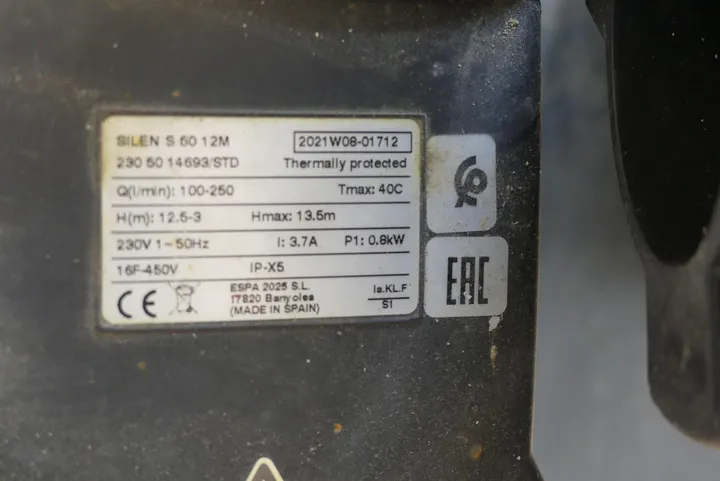 SILEN S 60 12M
2021W08-01712
230 50 14693/STD
Thermally protected
Q(l/min): 100-250
Tmax: 40C
H(m): 12.5-3
Hmax: 13.5m
230V 1~50Hz
I: 3.7A
P1: 0.8kW
16F-450V
IP-X5
CE
ESPA 2025 S.L.
17820 Banyoles
(MADE IN SPAIN)
Is.KL.F
S1
EAC